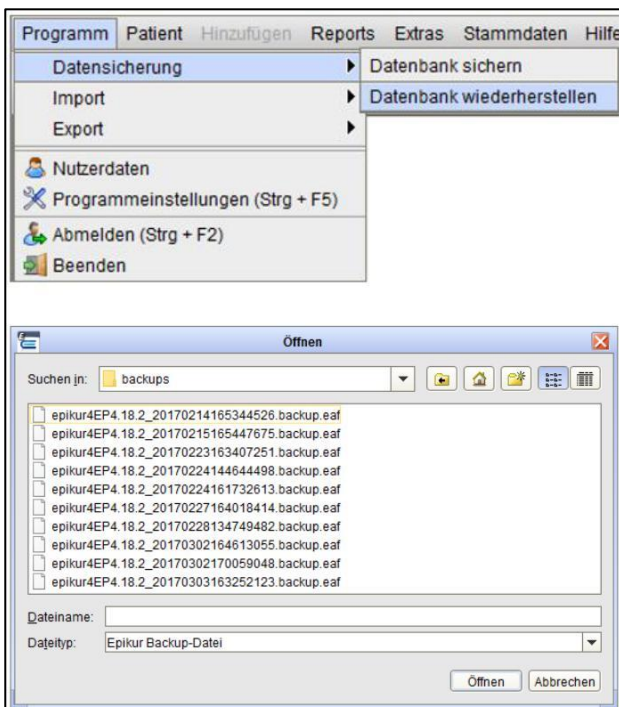 Programm Patient Hinzufügen Reports Extras Stammdaten Hilfe
Datensicherung Datenbank sichern
Import Datenbank wiederherstellen
Export
Nutzerdaten
Programmeinstellungen (Strg + F5)
Abmelden (Strg + F2)
Beenden
Öffnen
Suchen in: backups
epikur4EP4.18.2_20170214165344526.backup.eaf
epikur4EP4.18.2_20170215165447675.backup.eaf
epikur4EP4.18.2_20170223163407251.backup.eaf
epikur4EP4.18.2_20170224144644498.backup.eaf
epikur4EP4.18.2_20170224161732613.backup.eaf
epikur4EP4.18.2_20170227164018414.backup.eaf
epikur4EP4.18.2_20170228134749482.backup.eaf
epikur4EP4.18.2_20170302164613055.backup.eaf
epikur4EP4.18.2_20170302170059048.backup.eaf
epikur4EP4.18.2_20170303163252123.backup.eaf
Dateiname:
Dateityp: Epikur Backup-Datei
Öffnen Abbrechen